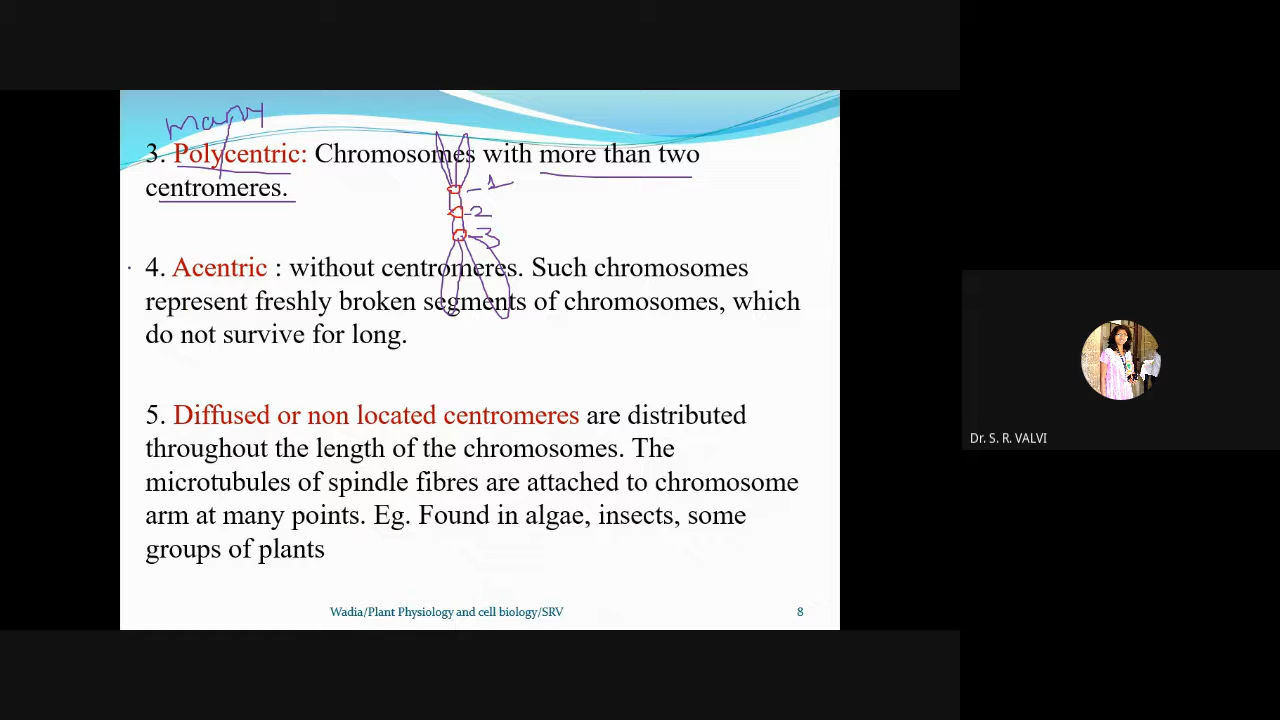 many
3. Polycentric: Chromosomes with more than two
centromeres.
-1
-2
-3
· 4. Acentric : without centromeres. Such chromosomes
represent freshly broken segments of chromosomes, which
do not survive for long.
5. Diffused or non located centromeres are distributed
throughout the length of the chromosomes. The
microtubules of spindle fibres are attached to chromosome
arm at many points. Eg. Found in algae, insects, some
groups of plants
Wadia/Plant Physiology and cell biology/SRV 8
Dr. S. R. VALVI